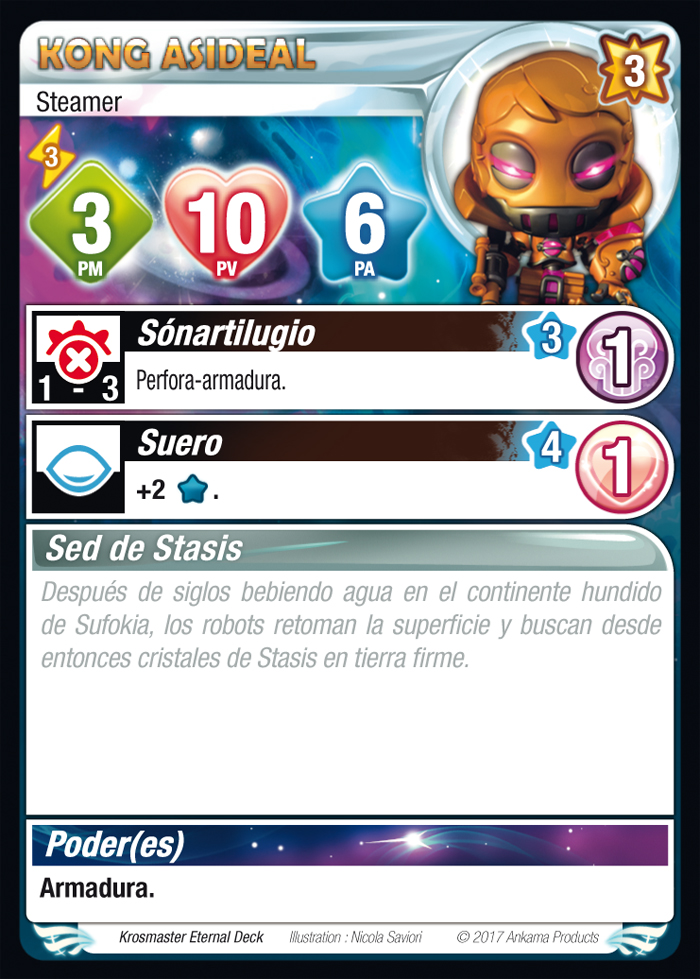 KONG ASIDEAL
3
Steamer
3
3
PM
10
PV
6
PA
Sónartilugio
3
1
1 - 3
Perfora-armadura.
Suero
4
1
+2 .
Sed de Stasis
Después de siglos bebiendo agua en el continente hundido
de Sufokia, los robots retoman la superficie y buscan desde
entonces cristales de Stasis en tierra firme.
Poder(es)
Armadura.
Krosmaster Eternal Deck Illustration : Nicola Saviori © 2017 Ankama Products